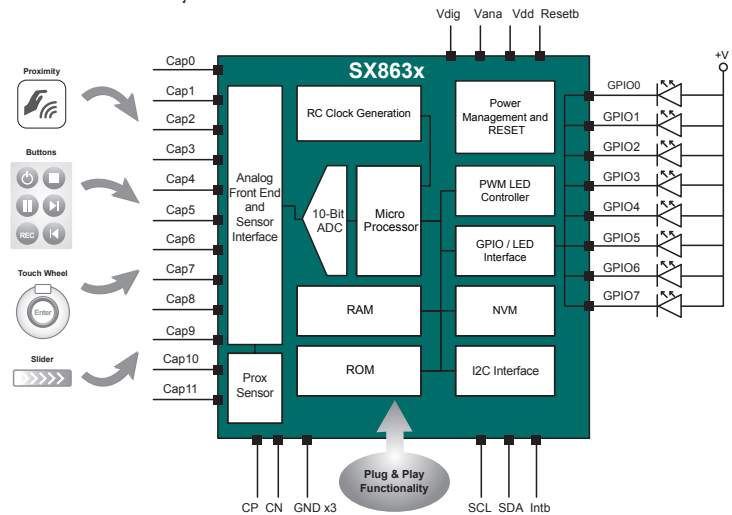 Vdig Vana Vdd Resetb
SX863x
+V
Proximity
Buttons
REC
Touch Wheel
Enter
Slider
Cap0
Cap1
Cap2
Cap3
Cap4
Cap5
Cap6
Cap7
Cap8
Cap9
Cap10
Cap11
Analog
Front End
and
Sensor
Interface
Prox
Sensor
RC Clock Generation
10-Bit
ADC
Micro
Processor
RAM
ROM
Power
Management and
RESET
PWM LED
Controller
GPIO / LED
Interface
NVM
I2C Interface
GPIO0
GPIO1
GPIO2
GPIO3
GPIO4
GPIO5
GPIO6
GPIO7
Plug & Play
Functionality
CP CN GND x3
SCL SDA Intb